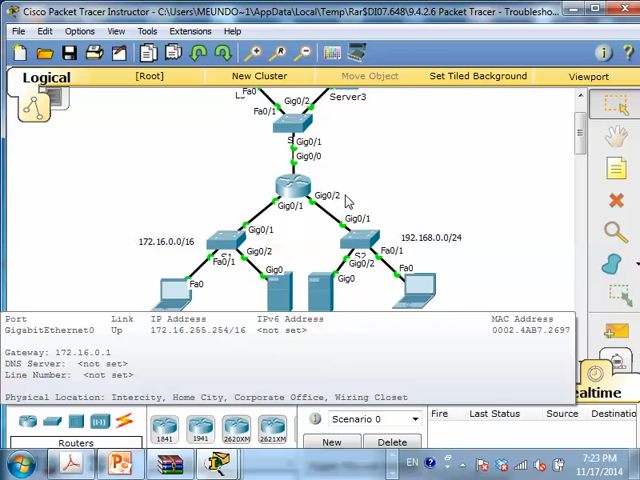 Cisco Packet Tracer Instructor - C:\Users\MEUNDO~1\AppData\Local\Temp\Rar$DI07.648\9.4.2.6 Packet Tracer - Troublesho...
File Edit Options View Tools Extensions Help
Logical [Root] New Cluster Move Object Set Tiled Background Viewport
Fa0 Server3
Fa0/1 Gig0/2
Gig0/1
Gig0/0
Gig0/2
Gig0/1
Gig0/1
Gig0/1
172.16.0.0/16 192.168.0.0/24
S1 Gig0/2 S2 Fa0/1
Fa0/1 Gig0/2
Gig0 Fa0
Fa0 Gig0
Port Link IP Address IPv6 Address MAC Address
GigabitEthernet0 Up 172.16.255.254/16 <not set> 0002.4AB7.2697
Gateway: 172.16.0.1
DNS Server: <not set>
Line Number: <not set>
Physical Location: Intercity, Home City, Corporate Office, Wiring Closet
ealtime
Scenario 0 Fire Last Status Source Destinatio
1841 1941 2620XM 2621XM
Routers New Delete
EN 7:23 PM
11/17/2014